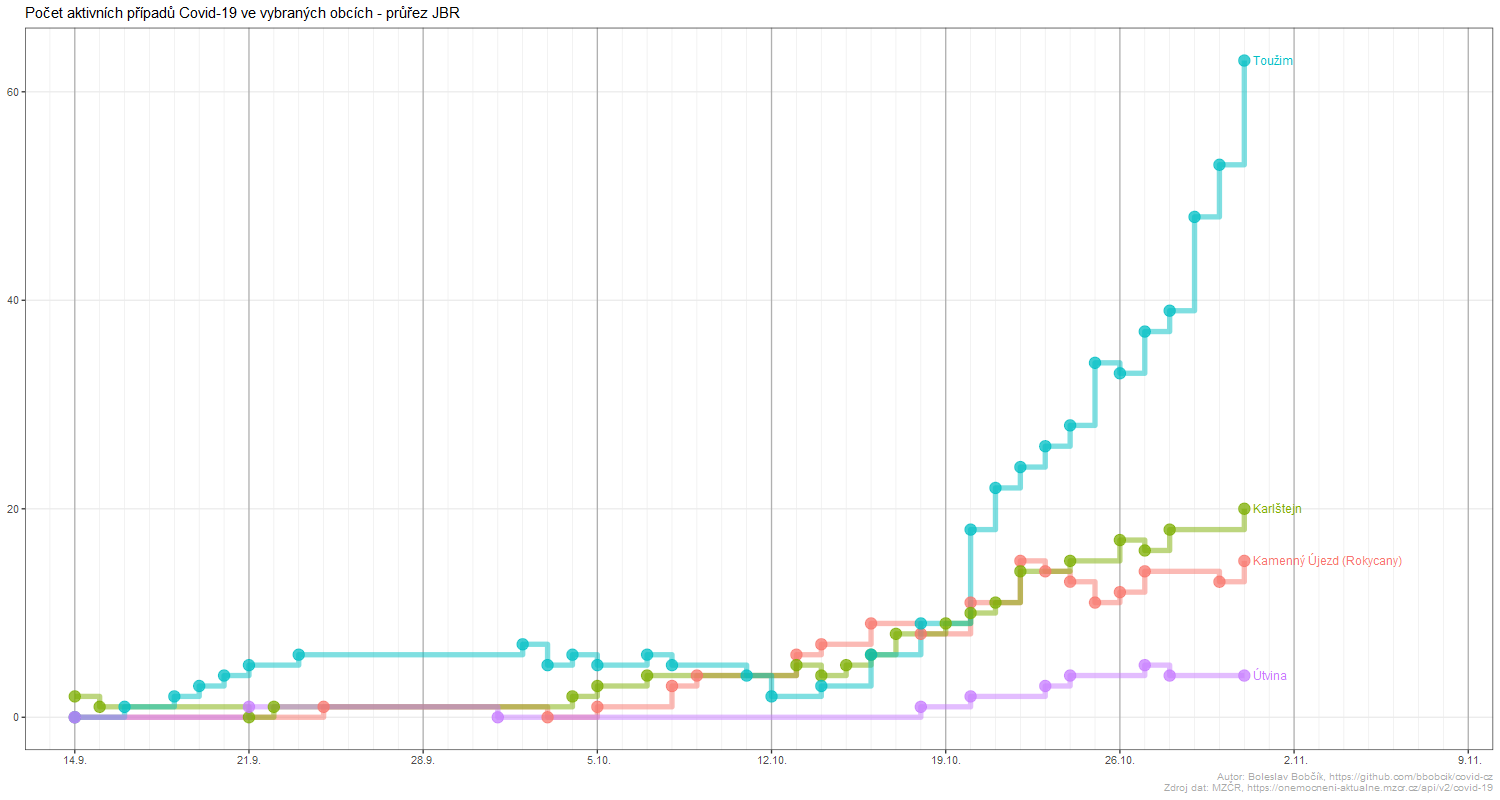 Počet aktivních případů Covid-19 ve vybraných obcích - průřez JBR
60
40
20
0
Toužim
Karlštejn
Kamenný Újezd (Rokycany)
Útvina
14.9. 21.9. 28.9. 5.10. 12.10. 19.10. 26.10. 2.11. 9.11.
Autor: Boleslav Bobčík, https://github.com/bbobcik/covid-cz
Zdroj dat: MZČR, https://onemocneni-aktualne.mzcr.cz/api/v2/covid-19